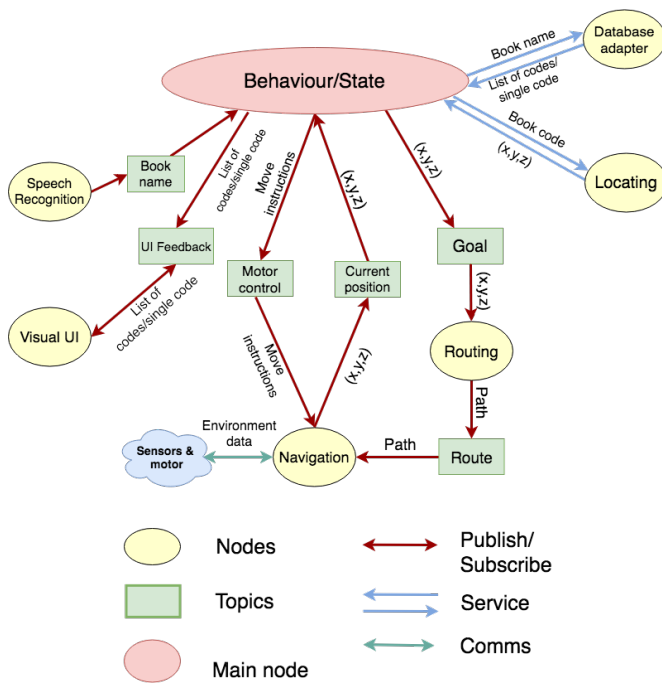 Behaviour/State
Book name
List of codes/
single code
Database
adapter
Book code
(x,y,z)
Locating
Speech
Recognition
Book
name
List of
codes/single code
Move
instructions
(x,y,z)
(x,y,z)
UI Feedback
Motor
control
Current
position
Goal
List of
codes/single code
Visual UI
Move
instructions
(x,y,z)
(x,y,z)
Routing
Path
Sensors &
motor
Environment
data
Navigation
Path
Route
Nodes
Publish/
Subscribe
Topics
Service
Main node
Comms